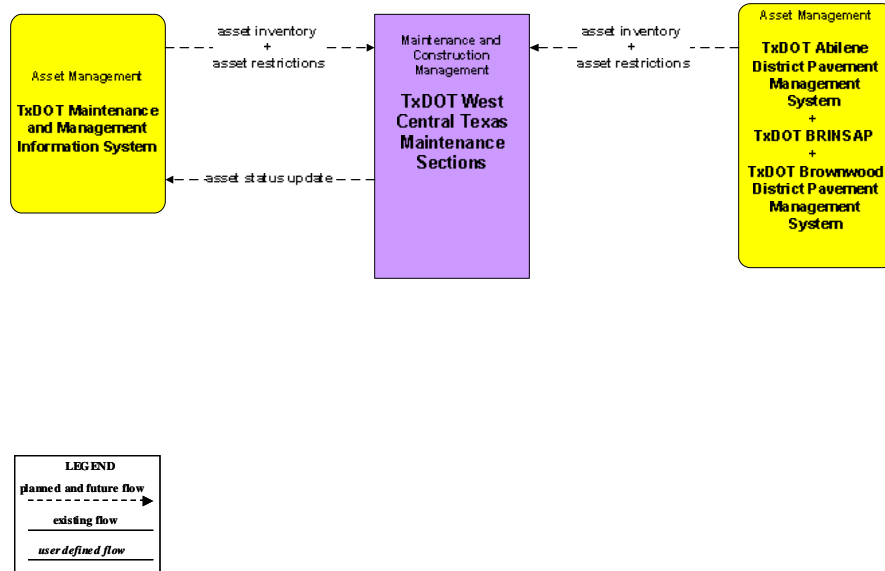 Asset Management
TxDOT Maintenance
and Management
Information System
asset inventory
+
asset restrictions
asset status update
Maintenance and
Construction
Management
TxDOT West
Central Texas
Maintenance
Sections
asset inventory
+
asset restrictions
Asset Management
TxDOT Abilene
District Pavement
Management
System
+
TxDOT BRINSAP
+
TxDOT Brownwood
District Pavement
Management
System
LEGEND
planned and future flow
existing flow
user defined flow